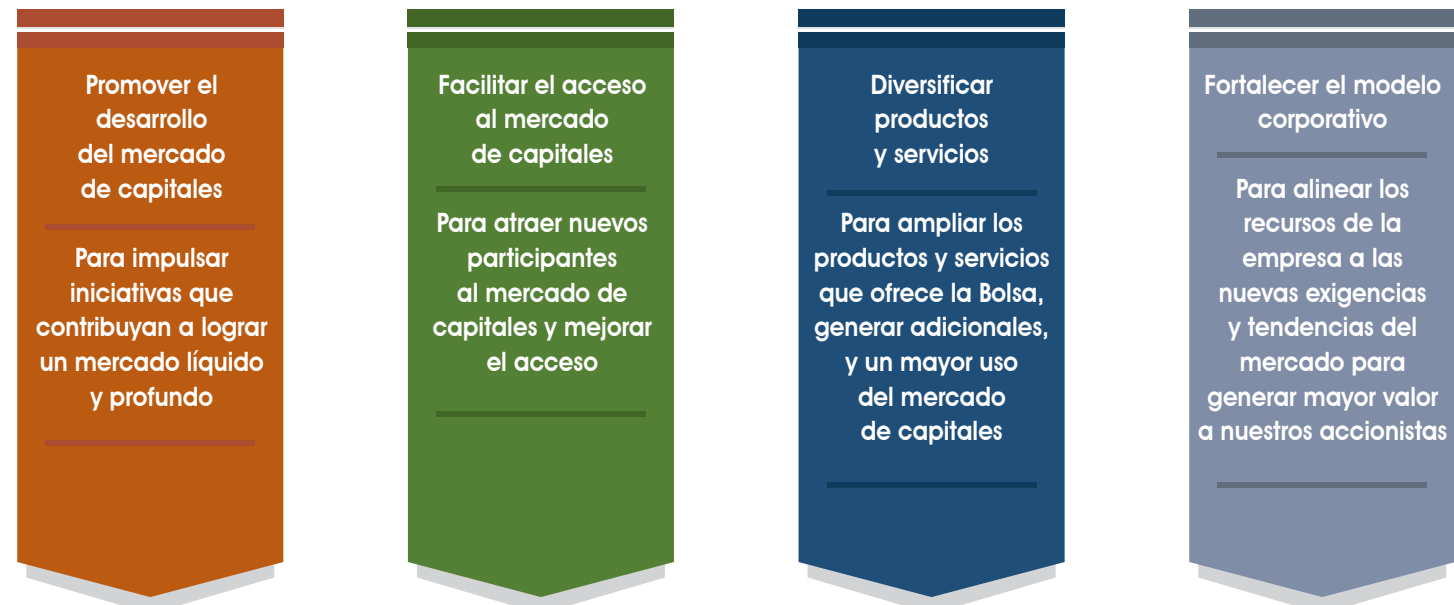 Promover el
desarrollo
del mercado
de capitales
Para impulsar
iniciativas que
contribuyan a lograr
un mercado líquido
y profundo
Facilitar el acceso
al mercado
de capitales
Para atraer nuevos
participantes
al mercado de
capitales y mejorar
el acceso
Diversificar
productos
y servicios
Para ampliar los
productos y servicios
que ofrece la Bolsa,
generar adicionales,
y un mayor uso
del mercado
de capitales
Fortalecer el modelo
corporativo
Para alinear los
recursos de la
empresa a las
nuevas exigencias
y tendencias del
mercado para
generar mayor valor
a nuestros accionistas